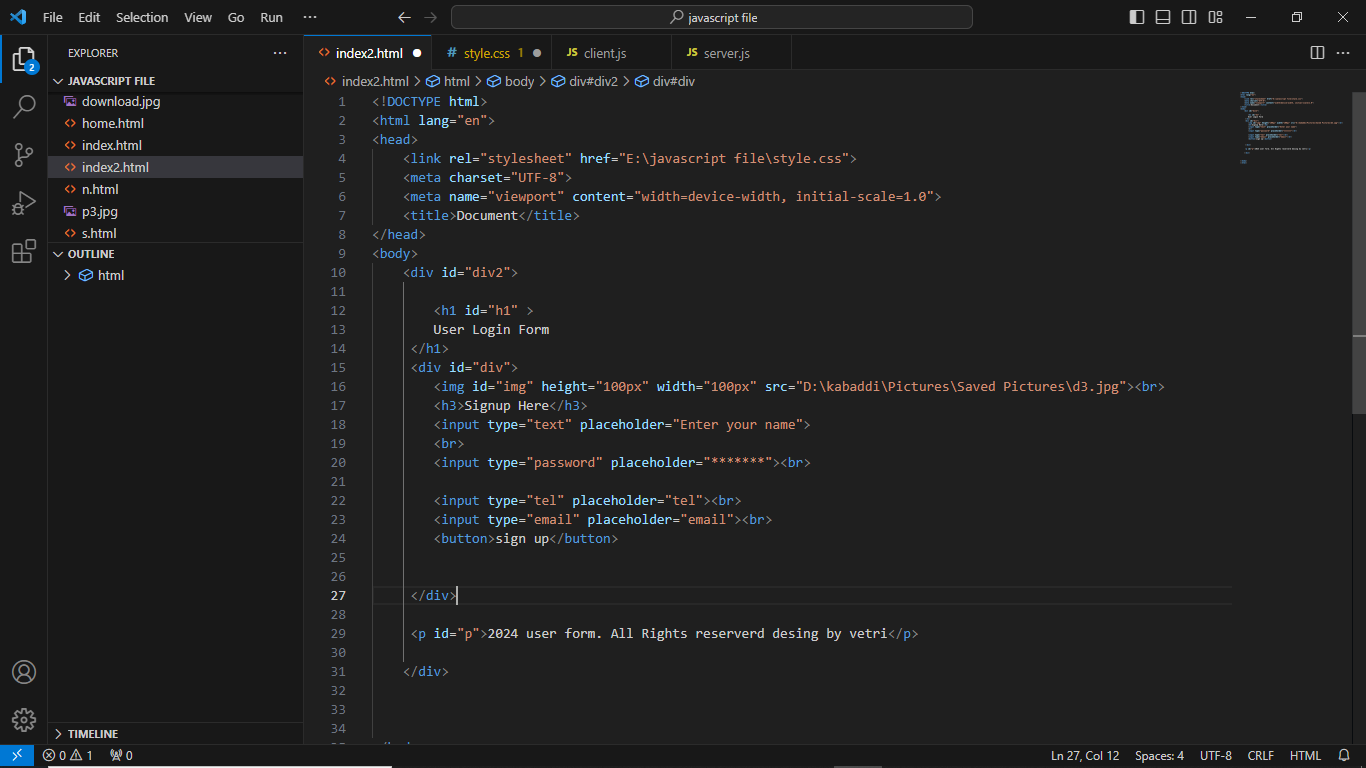 File Edit Selection View Go Run ···
javascript file
EXPLORER ···
JAVASCRIPT FILE
download.jpg
home.html
index.html
index2.html
n.html
p3.jpg
s.html
OUTLINE
html
TIMELINE
2
index2.html
# style.css 1
JS client.js
JS server.js
index2.html > html > body > div#div2 > div#div
1 <!DOCTYPE html>
2 <html lang="en">
3 <head>
4 <link rel="stylesheet" href="E:\javascript file\style.css">
5 <meta charset="UTF-8">
6 <meta name="viewport" content="width=device-width, initial-scale=1.0">
7 <title>Document</title>
8 </head>
9 <body>
10 <div id="div2">
11
12 <h1 id="h1" >
13 User Login Form
14 </h1>
15 <div id="div">
16 <img id="img" height="100px" width="100px" src="D:\kabaddi\Pictures\Saved Pictures\d3.jpg"><br>
17 <h3>Signup Here</h3>
18 <input type="text" placeholder="Enter your name">
19 <br>
20 <input type="password" placeholder="*******"><br>
21
22 <input type="tel" placeholder="tel"><br>
23 <input type="email" placeholder="email"><br>
24 <button>sign up</button>
25
26
27 </div>
28
29 <p id="p">2024 user form. All Rights reserverd desing by vetri</p>
30
31 </div>
32
33
34
0 1 0
Ln 27, Col 12 Spaces: 4 UTF-8 CRLF HTML